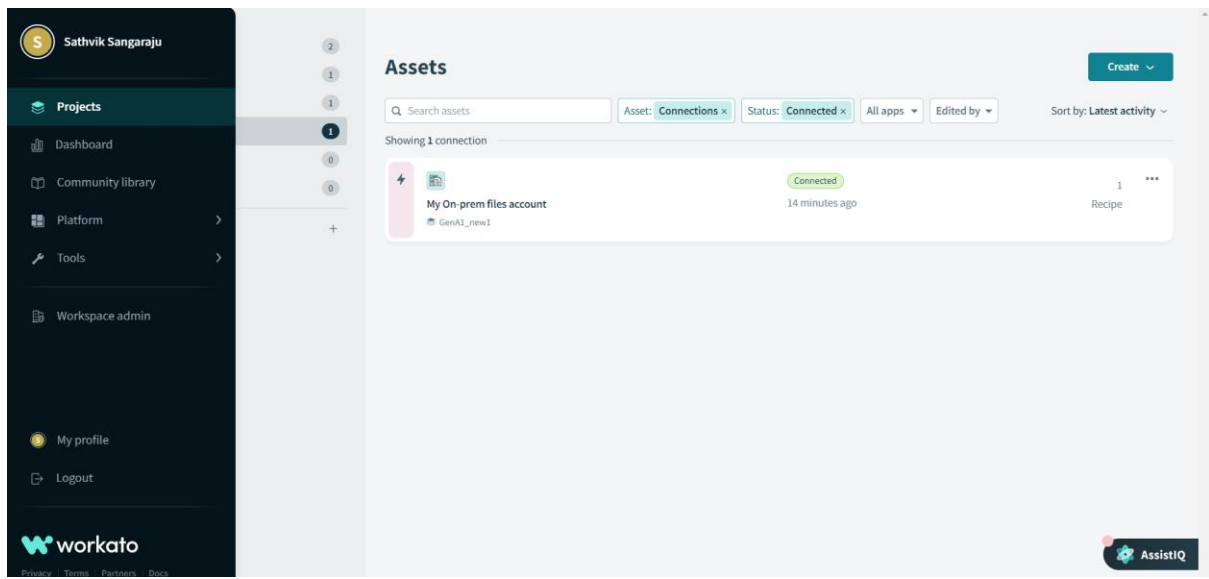 S Sathvik Sangaraju
Projects
Dashboard
Community library
Platform
Tools
Workspace admin
My profile
Logout
workato
Privacy Terms Partners Docs
2
1
1
1
0
0
+
Assets
Create
Search assets
Asset: Connections × Status: Connected × All apps Edited by Sort by: Latest activity
Showing 1 connection
My On-prem files account
GenAI_new1
Connected
14 minutes ago
1
Recipe
AssistIQ